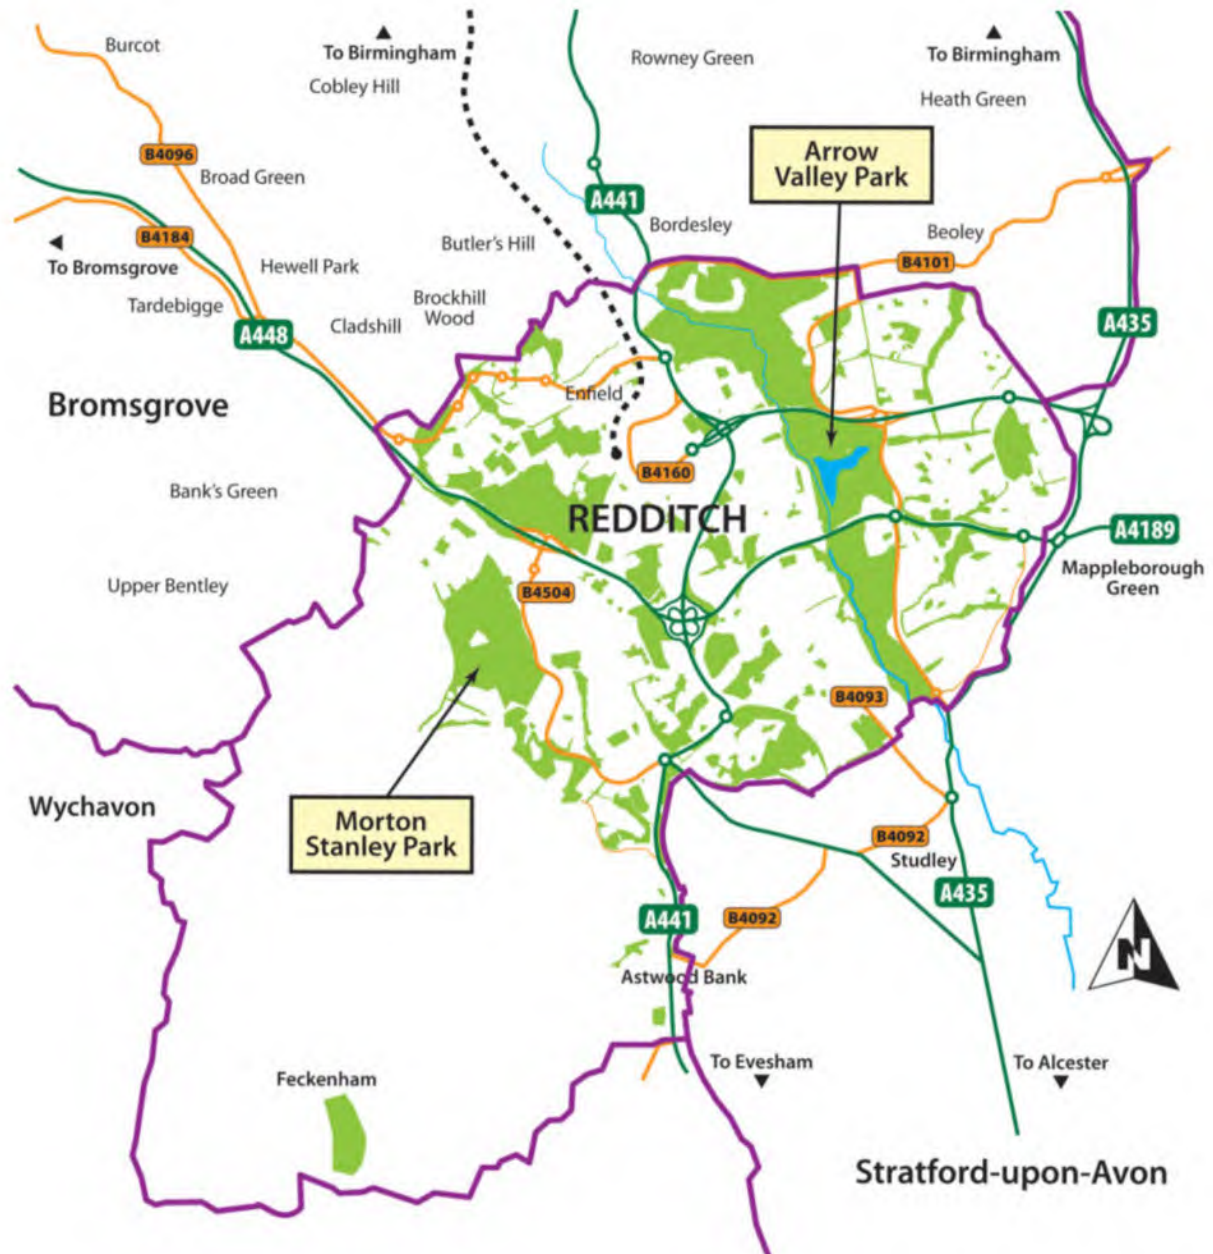 Burcot
To Birmingham
Cobley Hill
Rowney Green
To Birmingham
Heath Green
B4096
Broad Green
Arrow
Valley Park
A441
Bordesley
B4184
To Bromsgrove
Butler's Hill
Beoley
B4101
Hewell Park
Tardebigge
Brockhill
Wood
Cladshill
A448
A435
Bromsgrove
Enfield
B4160
Bank's Green
REDDITCH
A4189
Mappleborough
Green
Upper Bentley
B4504
B4093
Wychavon
Morton
Stanley Park
B4092
Studley
A435
A441
B4092
N
Astwood Bank
To Evesham
To Alcester
Feckenham
Stratford-upon-Avon